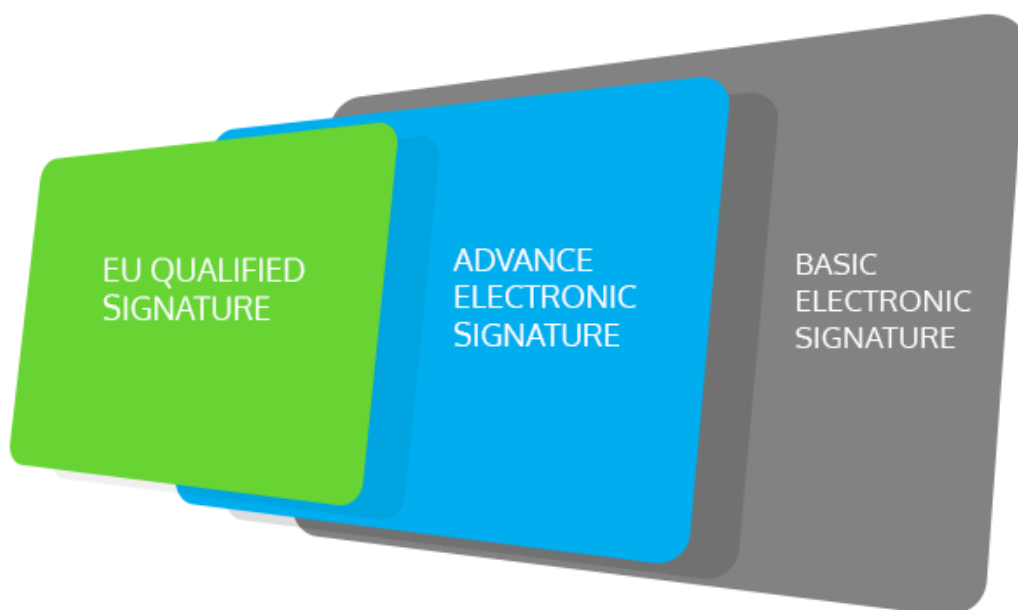 EU QUALIFIED
SIGNATURE
ADVANCE
ELECTRONIC
SIGNATURE
BASIC
ELECTRONIC
SIGNATURE